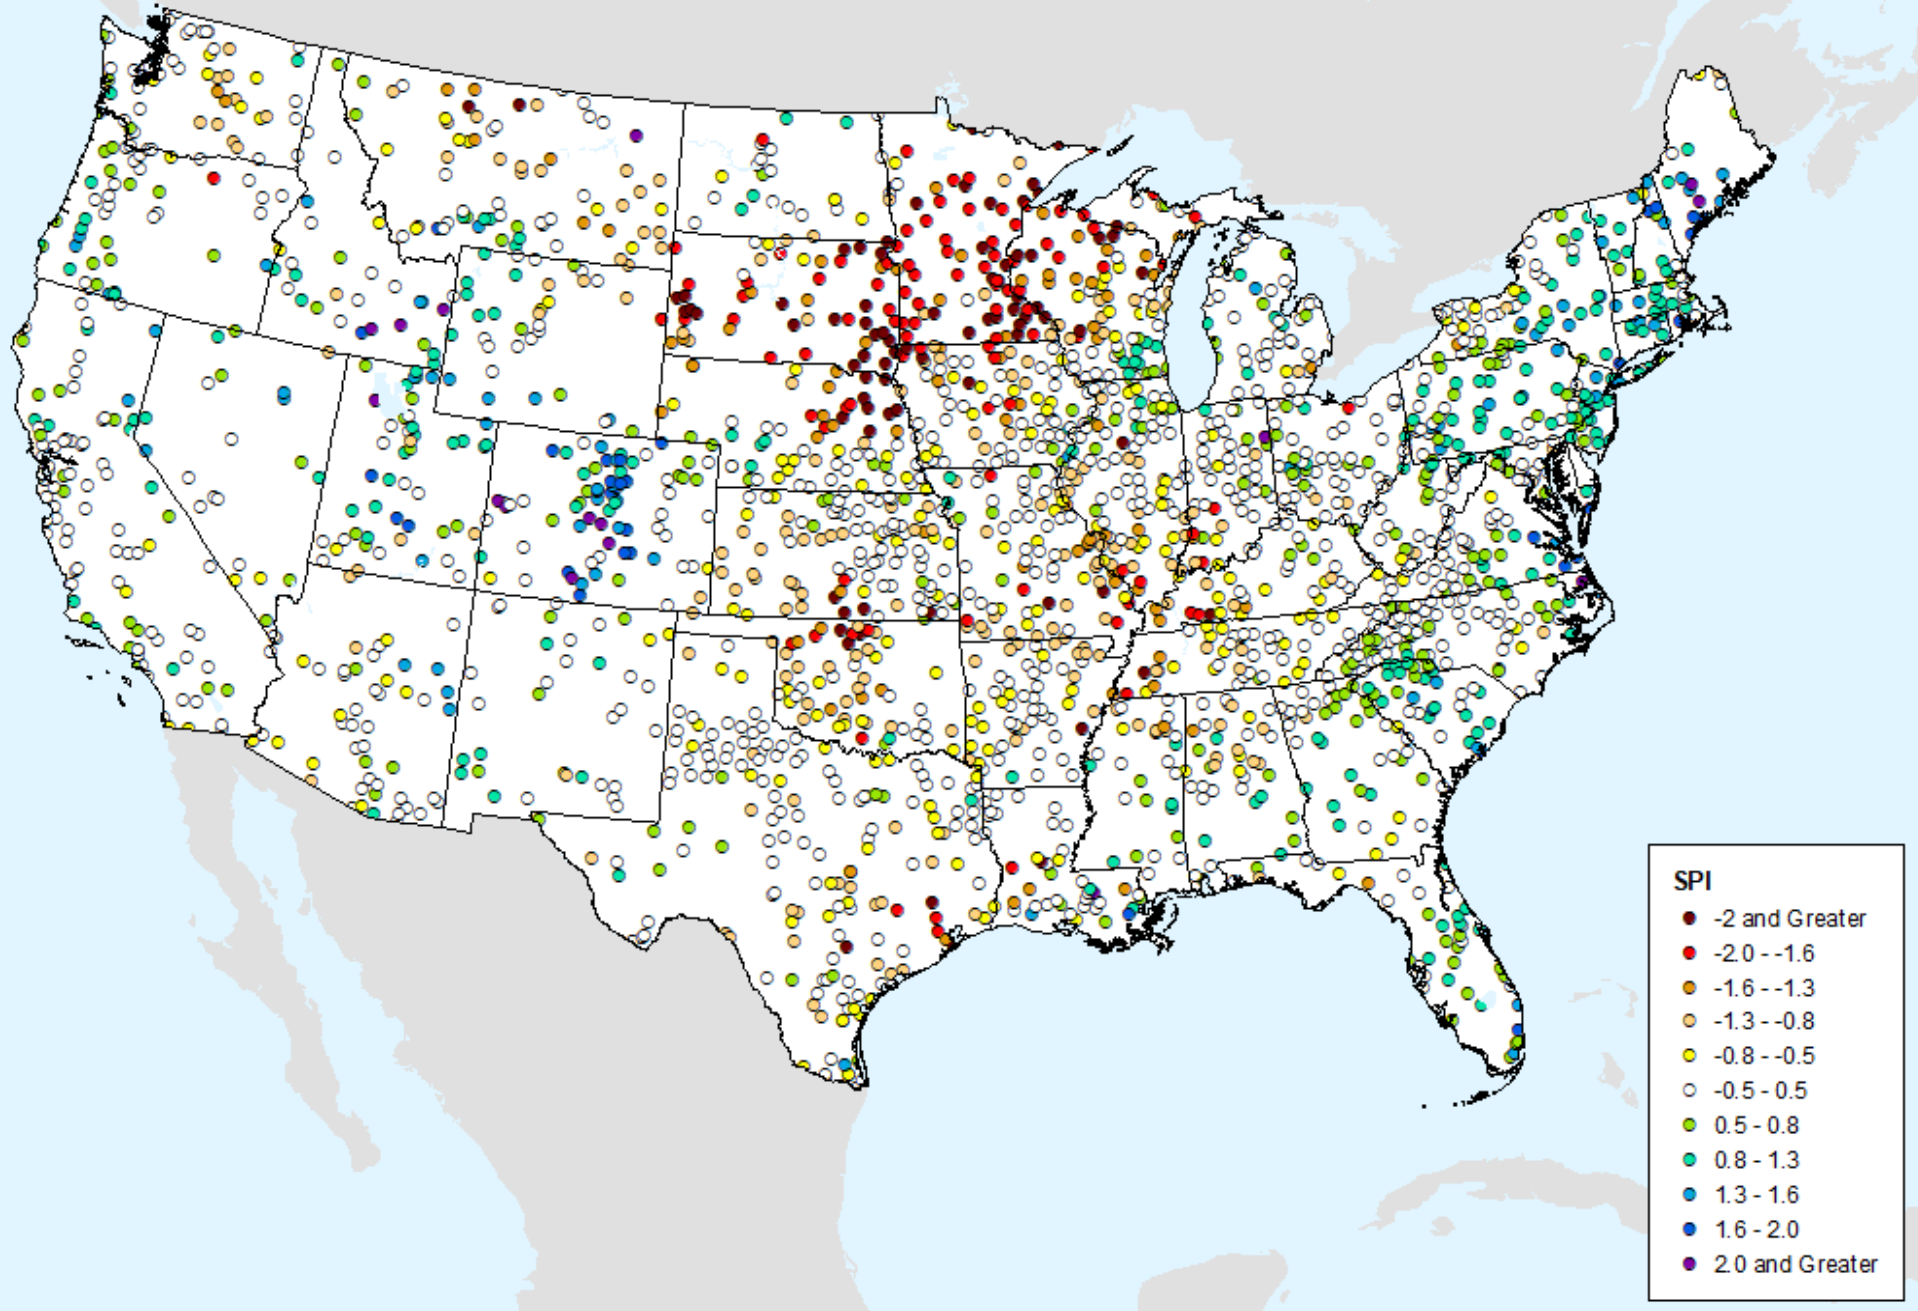 SPI
-2 and Greater
-2.0 - -1.6
-1.6 - -1.3
-1.3 - -0.8
-0.8 - -0.5
-0.5 - 0.5
0.5 - 0.8
0.8 - 1.3
1.3 - 1.6
1.6 - 2.0
2.0 and Greater